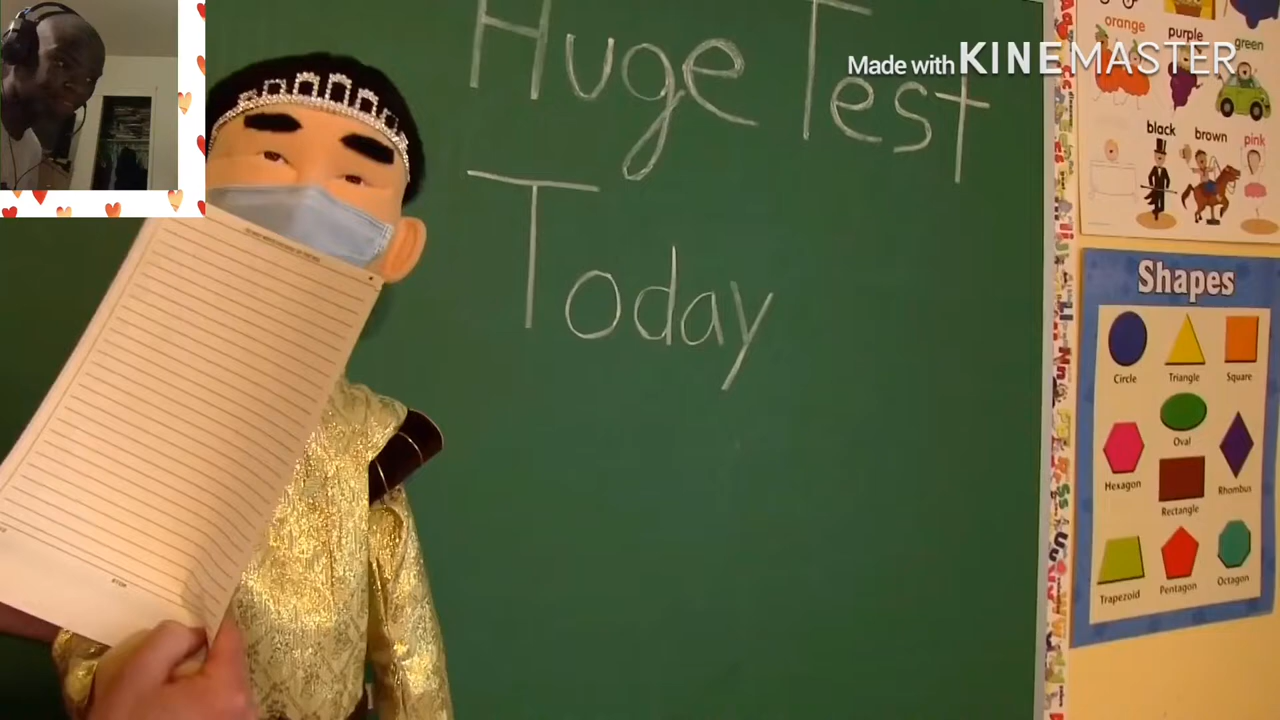 Huge Test
Today
Made with KINEMASTER
orange
purple
green
black
brown
pink
Shapes
Circle
Triangle
Square
Oval
Hexagon
Rectangle
Rhombus
Trapezoid
Pentagon
Octagon
STOP